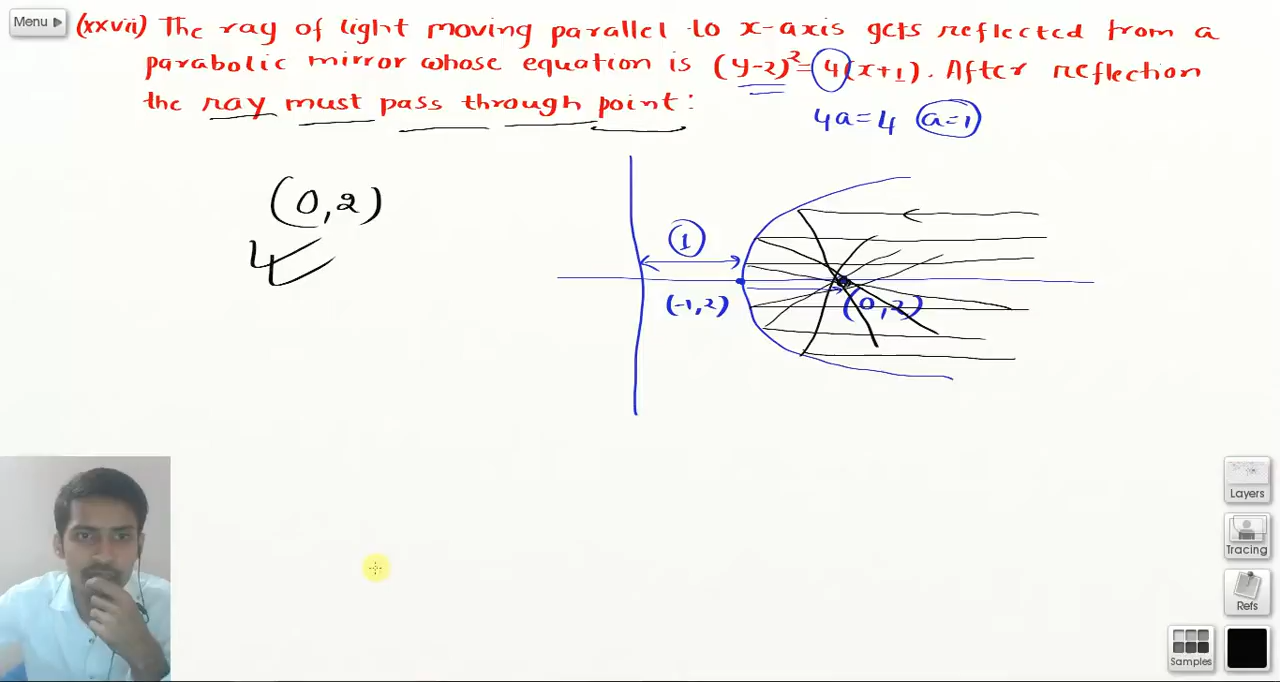 Menu
(xxvii) The ray of light moving parallel to x-axis gets reflected from a
parabolic mirror whose equation is (y-2)²=4(x+1). After reflection
the ray must pass through point:
4a=4 a=1
(0,2)
1
(-1,2)
(0,2)
Layers
Tracing
Refs
Samples